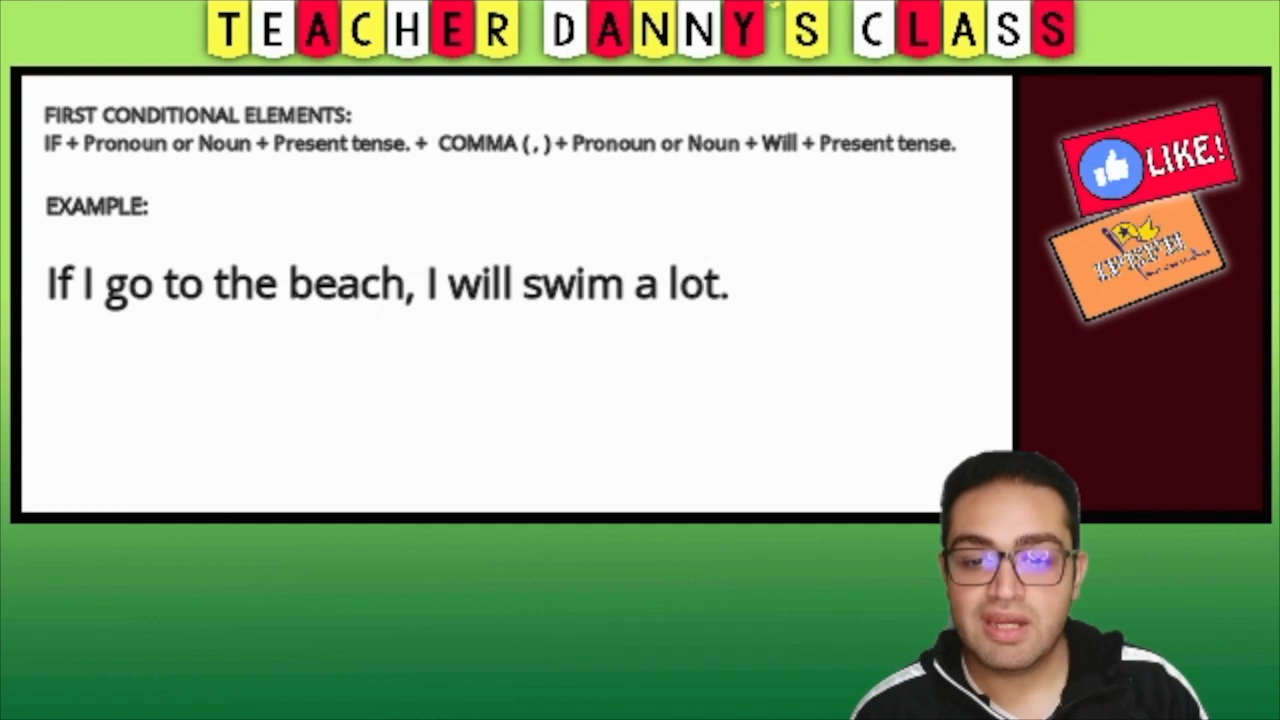 TEACHER DANNY'S CLASS
FIRST CONDITIONAL ELEMENTS:
IF + Pronoun or Noun + Present tense. + COMMA ( , ) + Pronoun or Noun + Will + Present tense.
EXAMPLE:
If I go to the beach, I will swim a lot.
LIKE!